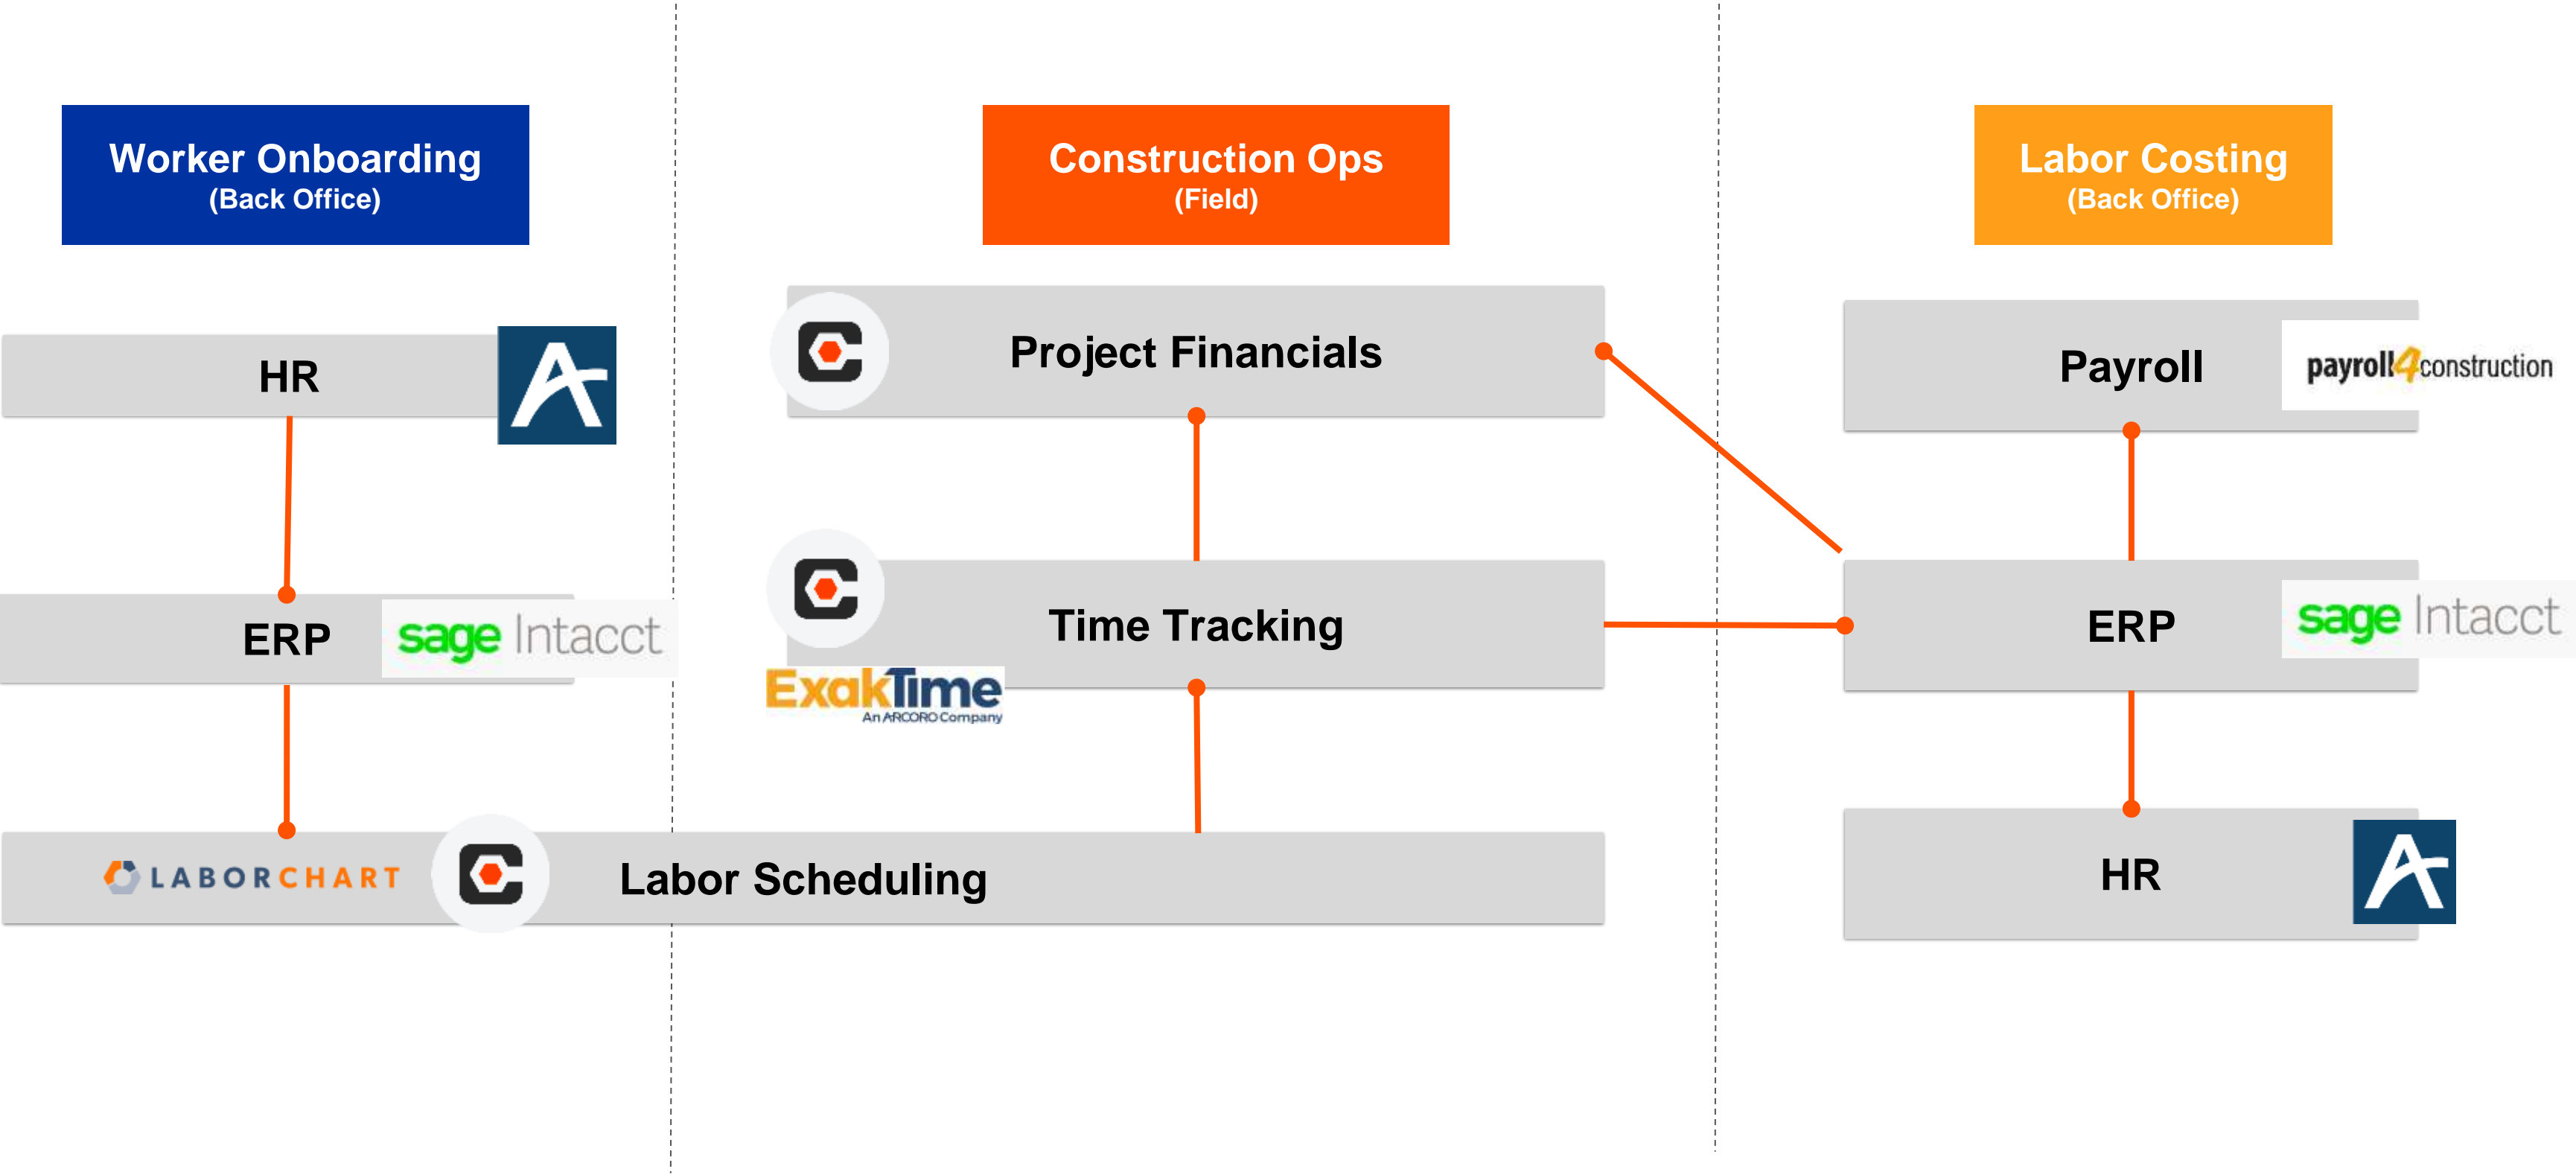 Worker Onboarding
(Back Office)
HR
ERP
sage Intacct
LABORCHART
Labor Scheduling
Construction Ops
(Field)
Project Financials
Time Tracking
ExakTime
An ARCORO Company
Labor Costing
(Back Office)
Payroll
payroll4construction
ERP
sage Intacct
HR